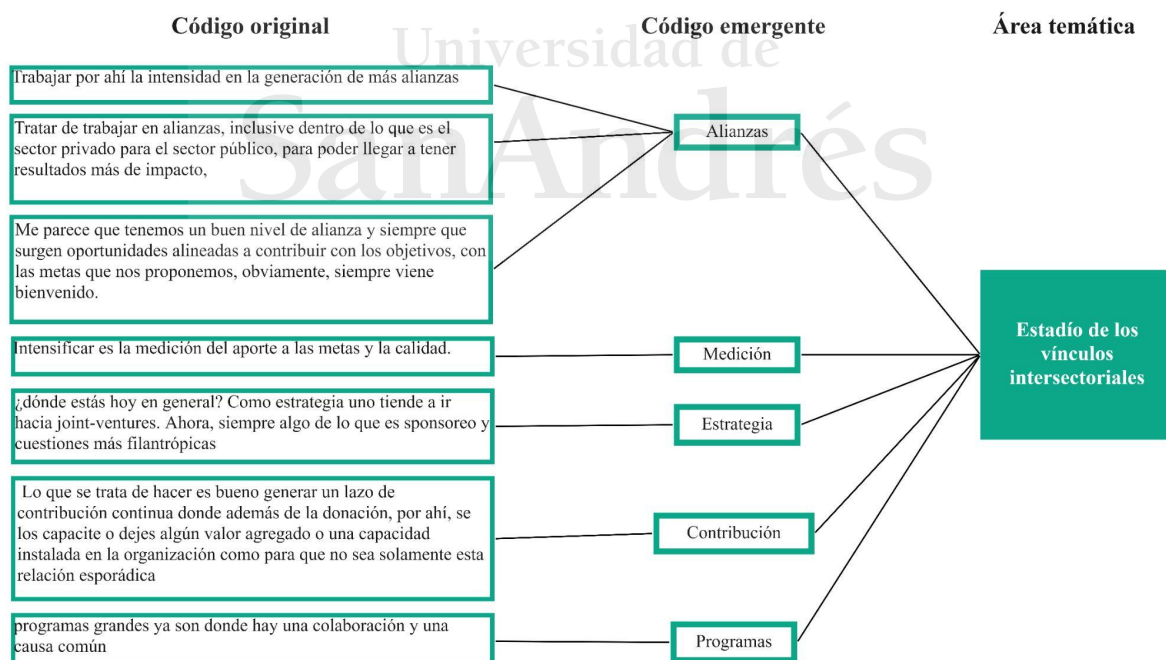 Código original
Código emergente
Área temática
Universidad de
SanAndrés
Trabajar por ahí la intensidad en la generación de más alianzas
Tratar de trabajar en alianzas, inclusive dentro de lo que es el
sector privado para el sector público, para poder llegar a tener
resultados más de impacto,
Alianzas
Me parece que tenemos un buen nivel de alianza y siempre que
surgen oportunidades alineadas a contribuir con los objetivos, con
las metas que nos proponemos, obviamente, siempre viene
bienvenido.
Intensificar es la medición del aporte a las metas y la calidad.
Medición
Estadío de los
vínculos
intersectoriales
¿dónde estás hoy en general? Como estrategia uno tiende a ir
hacia joint-ventures. Ahora, siempre algo de lo que es sponsoreo y
cuestiones más filantrópicas
Estrategia
Lo que se trata de hacer es bueno generar un lazo de
contribución continua donde además de la donación, por ahí, se
los capacite o dejes algún valor agregado o una capacidad
instalada en la organización como para que no sea solamente esta
relación esporádica
Contribución
programas grandes ya son donde hay una colaboración y una
causa común
Programas